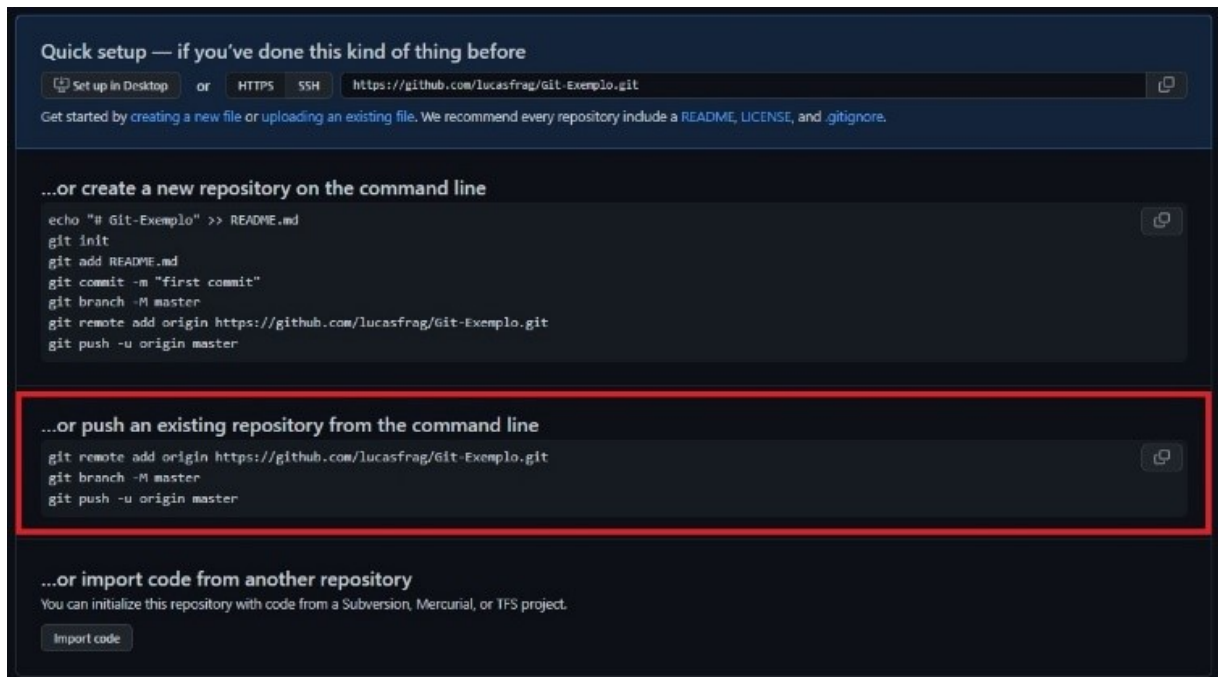 Quick setup — if you've done this kind of thing before
Set up in Desktop or HTTPS SSH https://github.com/lucasfrag/Git-Exemplo.git
Get started by creating a new file or uploading an existing file. We recommend every repository include a README, LICENSE, and .gitignore.
...or create a new repository on the command line
echo "# Git-Exemplo" >> README.md
git init
git add README.md
git commit -m "first commit"
git branch -M master
git remote add origin https://github.com/lucasfrag/Git-Exemplo.git
git push -u origin master
...or push an existing repository from the command line
git remote add origin https://github.com/lucasfrag/Git-Exemplo.git
git branch -M master
git push -u origin master
...or import code from another repository
You can initialize this repository with code from a Subversion, Mercurial, or TFS project.
Import code